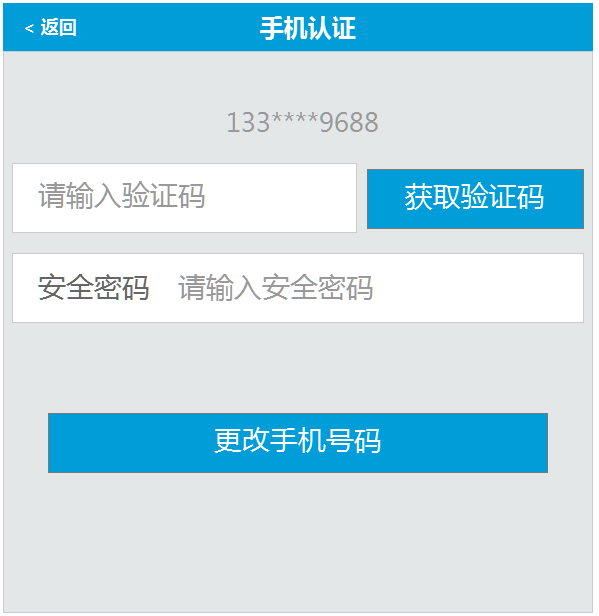 < 返回 手机认证
133****9688
请输入验证码 获取验证码
安全密码 请输入安全密码
更改手机号码